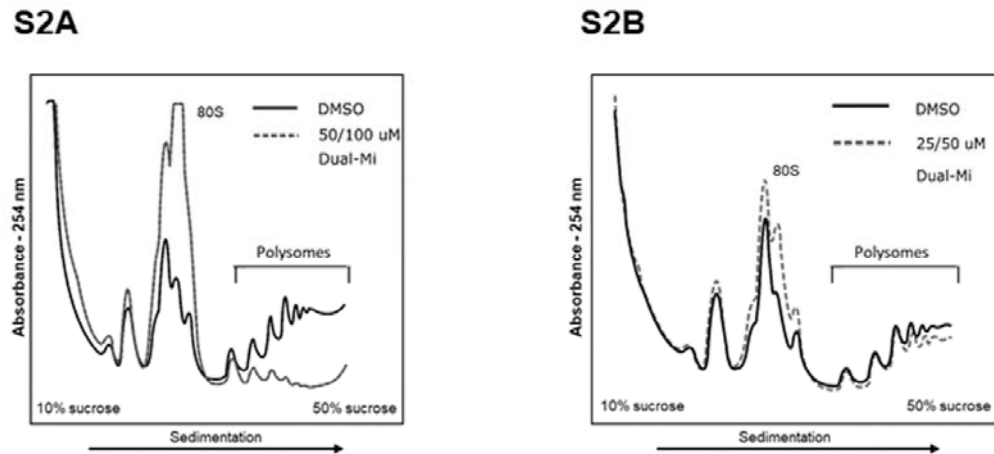 S2A
80S
DMSO
50/100 uM
Dual-Mi
Polysomes
Absorbance - 254 nm
10% sucrose
50% sucrose
Sedimentation
S2B
DMSO
25/50 uM
Dual-Mi
80S
Polysomes
Absorbance - 254 nm
10% sucrose
50% sucrose
Sedimentation